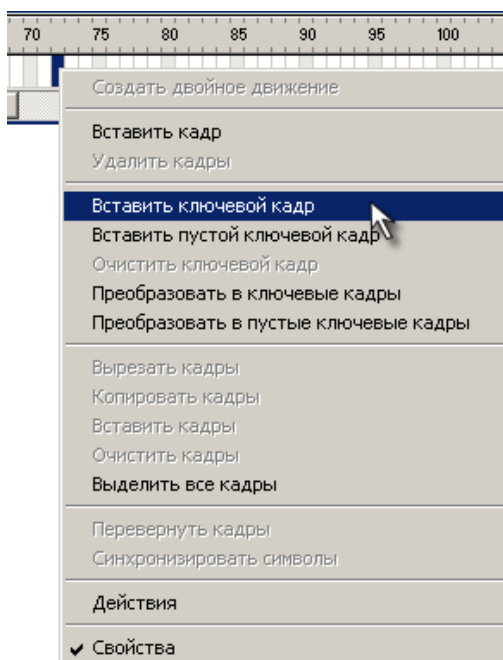 70 75 80 85 90 95 100
Создать двойное движение
Вставить кадр
Удалить кадры
Вставить ключевой кадр
Вставить пустой ключевой кадр
Очистить ключевой кадр
Преобразовать в ключевые кадры
Преобразовать в пустые ключевые кадры
Вырезать кадры
Копировать кадры
Вставить кадры
Очистить кадры
Выделить все кадры
Перевернуть кадры
Синхронизировать символы
Действия
Свойства